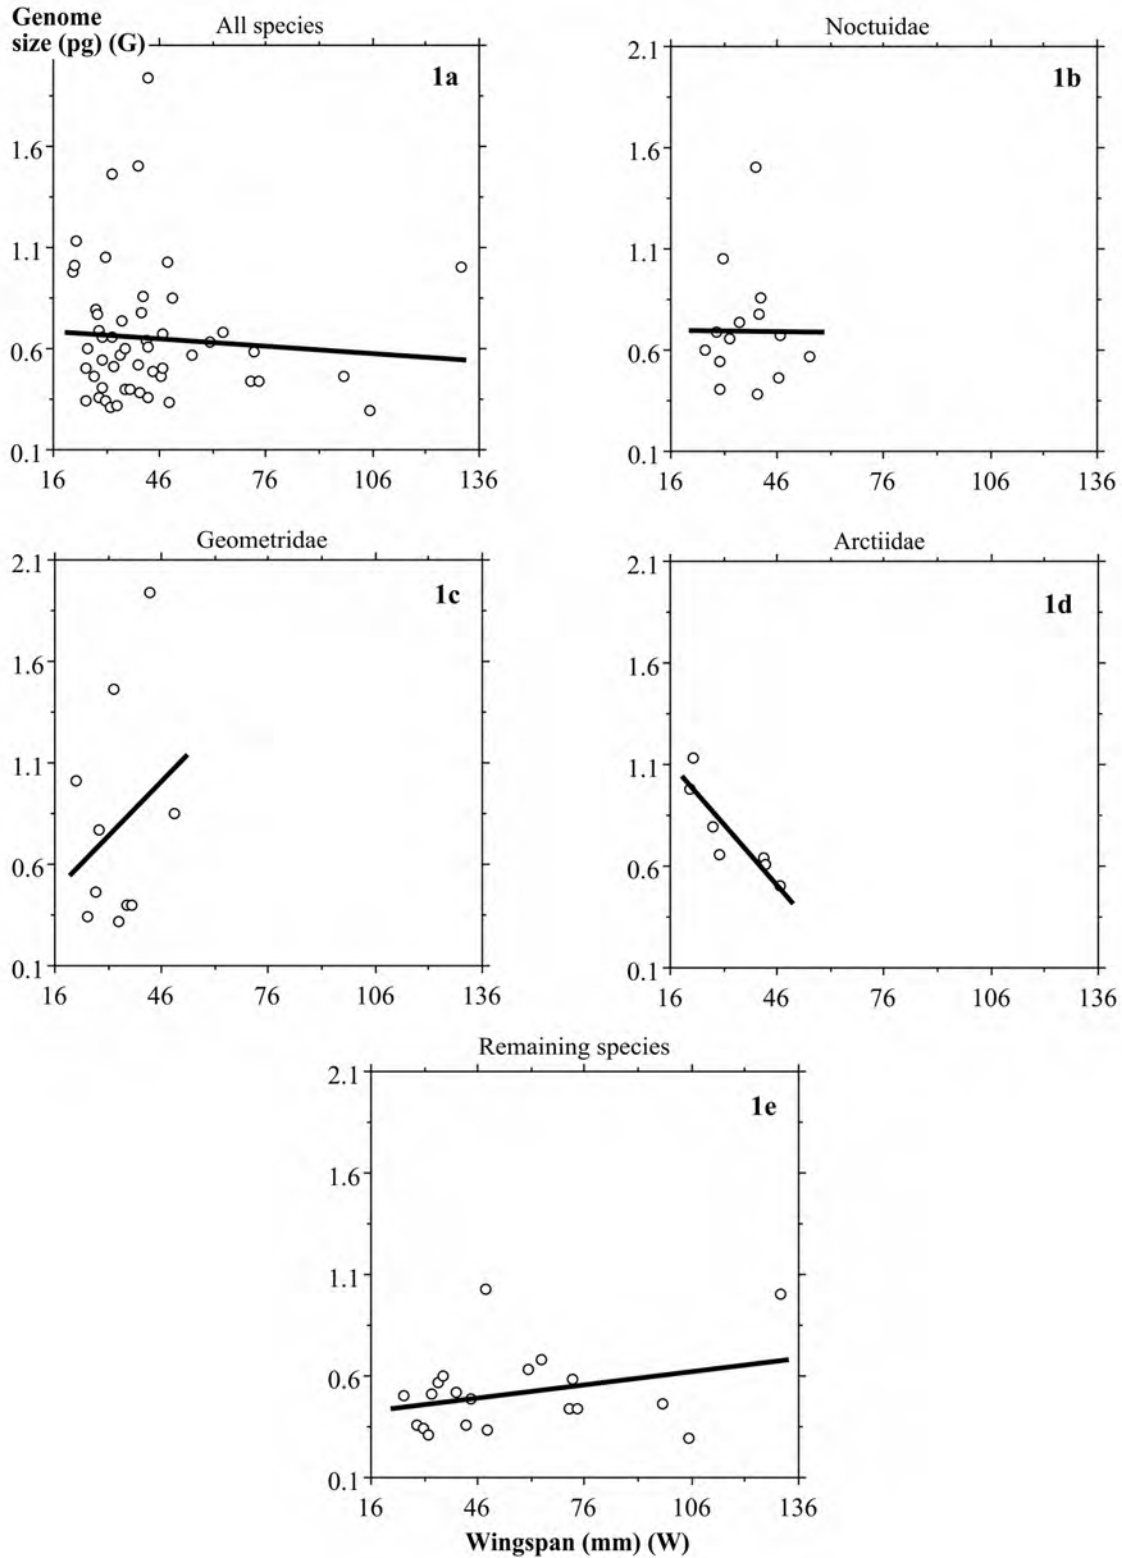 Genome
size (pg) (G)
All species
1a
1.6
1.1
0.6
0.1
16 46 76 106 136
Noctuidae
1b
2.1
1.6
1.1
0.6
0.1
16 46 76 106 136
Geometridae
1c
2.1
1.6
1.1
0.6
0.1
16 46 76 106 136
Arctiidae
1d
2.1
1.6
1.1
0.6
0.1
16 46 76 106 136
Remaining species
1e
2.1
1.6
1.1
0.6
0.1
16 46 76 106 136
Wingspan (mm) (W)